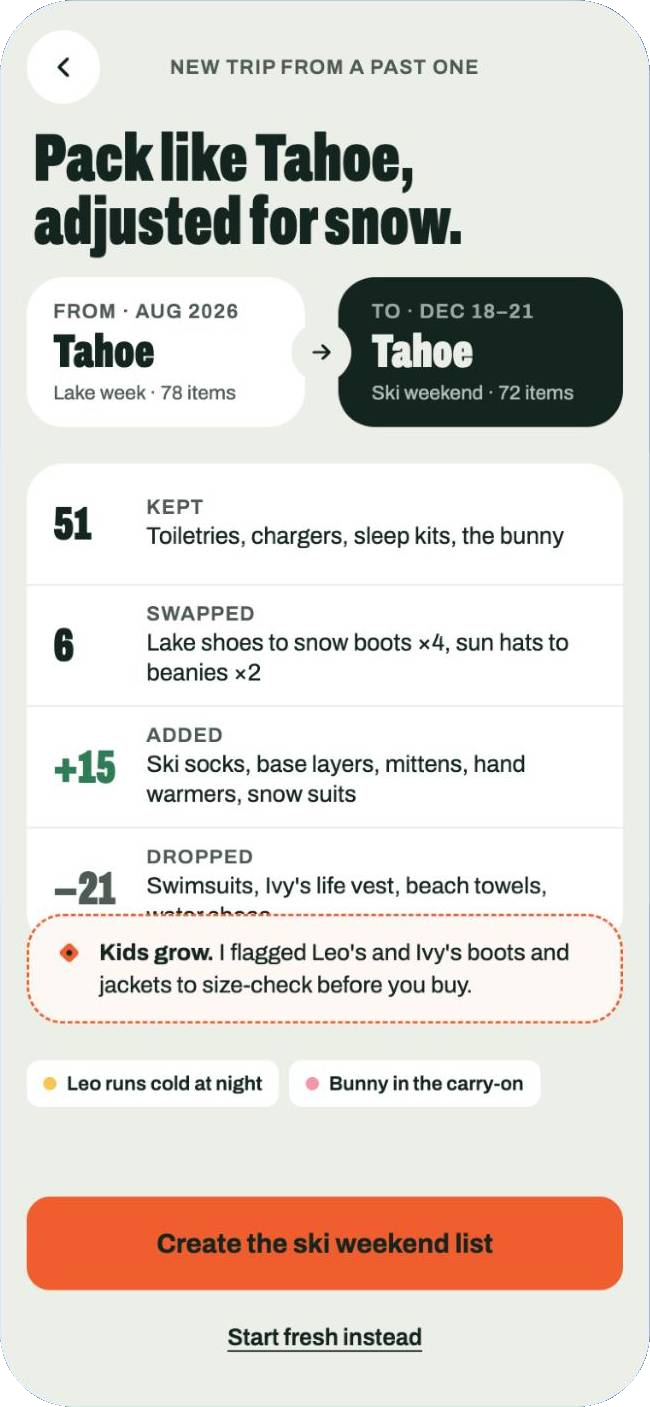 NEW TRIP FROM A PAST ONE
Pack like Tahoe,
adjusted for snow.
FROM · AUG 2026
Tahoe
Lake week · 78 items
TO · DEC 18–21
Tahoe
Ski weekend · 72 items
51
KEPT
Toiletries, chargers, sleep kits, the bunny
6
SWAPPED
Lake shoes to snow boots ×4, sun hats to
beanies ×2
+15
ADDED
Ski socks, base layers, mittens, hand
warmers, snow suits
–21
DROPPED
Swimsuits, Ivy's life vest, beach towels,
Kids grow. I flagged Leo's and Ivy's boots and
jackets to size-check before you buy.
Leo runs cold at night
Bunny in the carry-on
Create the ski weekend list
Start fresh instead